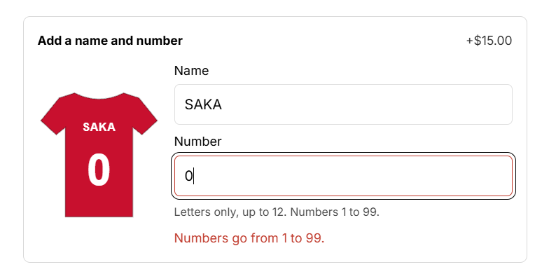 Add a name and number +$15.00
Name
SAKA
SAKA
Number
0
0
Letters only, up to 12. Numbers 1 to 99.
Numbers go from 1 to 99.